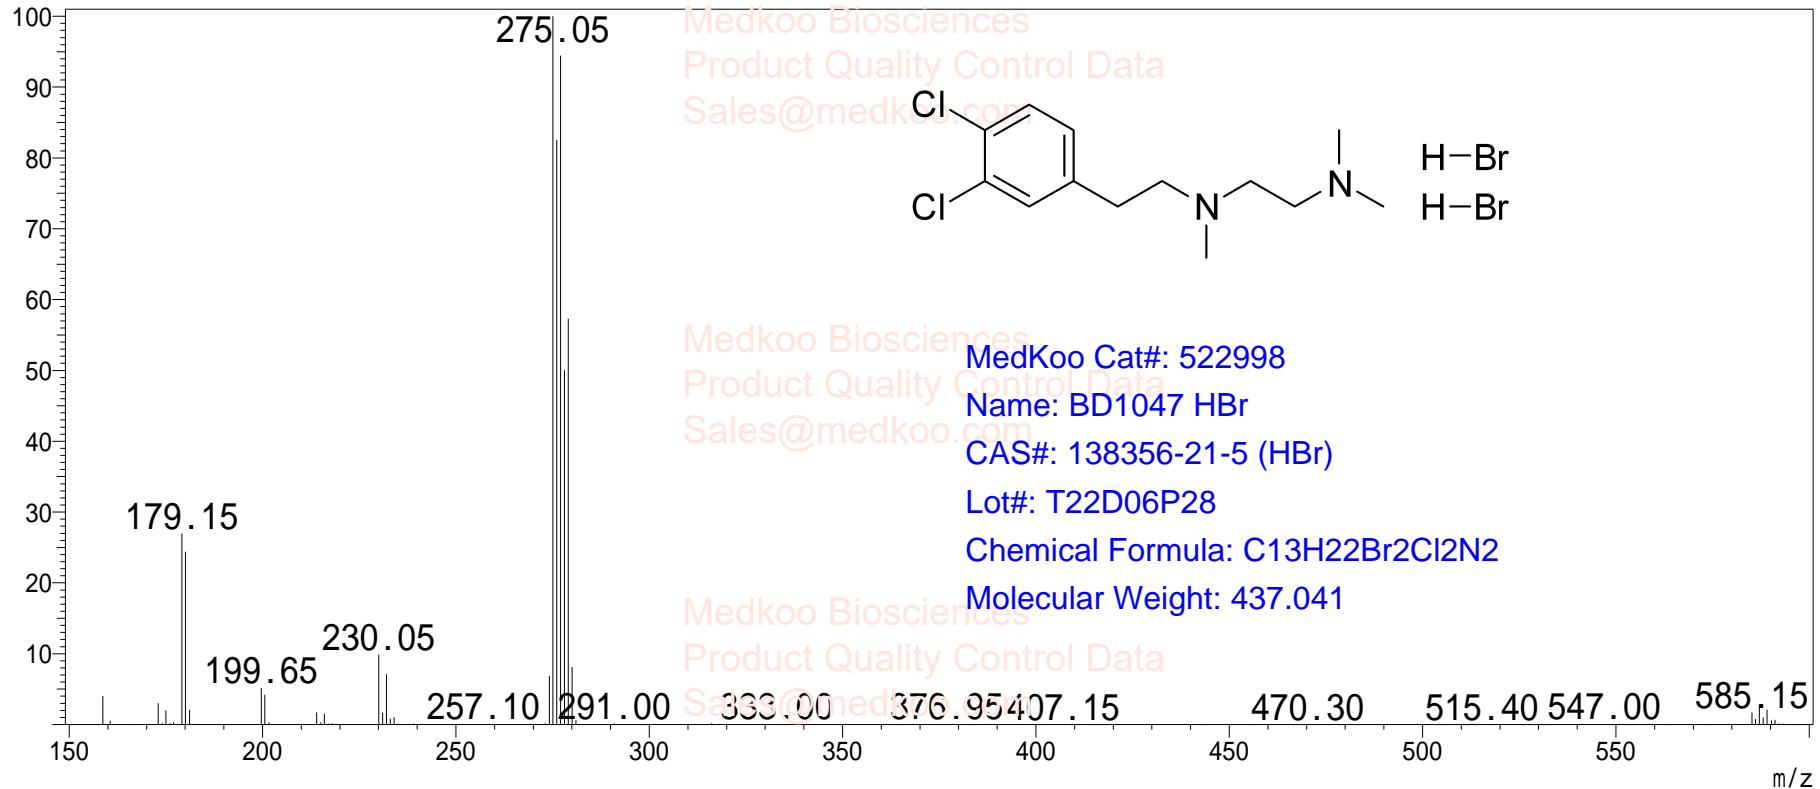 100
90
80
70
60
50
40
30
20
10
275.05
179.15
199.65
230.05
257.10
291.00
333.00
376.95
407.15
470.30
515.40
547.00
585.15
150
200
250
300
350
400
450
500
550
m/z
Cl
Cl
N
N
H-Br
H-Br
Medkoo Biosciences
Product Quality Control Data
Sales@medkoo.com
Medkoo Biosciences
Product Quality Control Data
Sales@medkoo.com
MedKoo Cat#: 522998
Name: BD1047 HBr
CAS#: 138356-21-5 (HBr)
Lot#: T22D06P28
Chemical Formula: C13H22Br2Cl2N2
Molecular Weight: 437.041
Medkoo Biosciences
Product Quality Control Data
Sales@medkoo.com